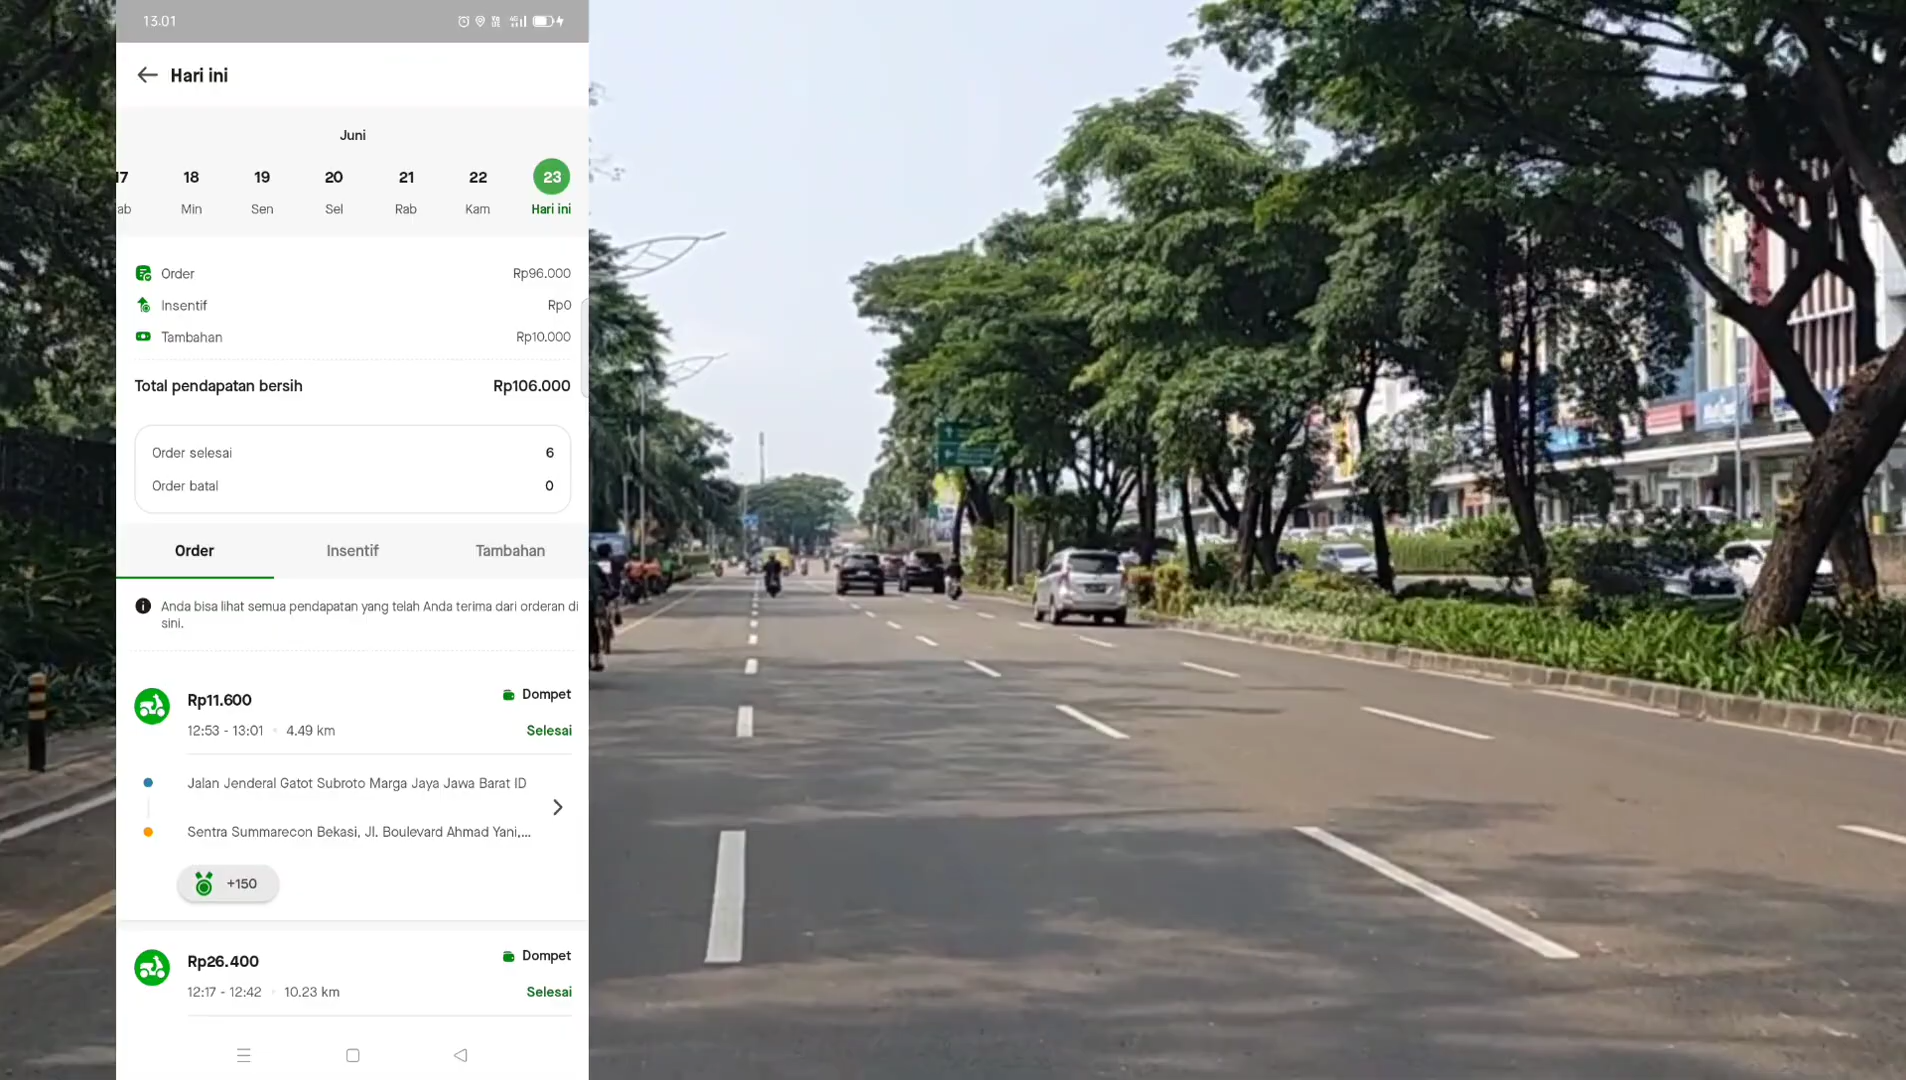 13.01
Hari ini
Juni
17 18 19 20 21 22 23
ab Min Sen Sel Rab Kam Hari ini
Order Rp96.000
Insentif Rp0
Tambahan Rp10.000
Total pendapatan bersih Rp106.000
Order selesai 6
Order batal 0
Order Insentif Tambahan
Anda bisa lihat semua pendapatan yang telah Anda terima dari orderan di
sini.
Rp11.600 Dompet
12:53 - 13:01 • 4.49 km Selesai
Jalan Jenderal Gatot Subroto Marga Jaya Jawa Barat ID
Sentra Summarecon Bekasi, Jl. Boulevard Ahmad Yani,...
+150
Rp26.400 Dompet
12:17 - 12:42 • 10.23 km Selesai